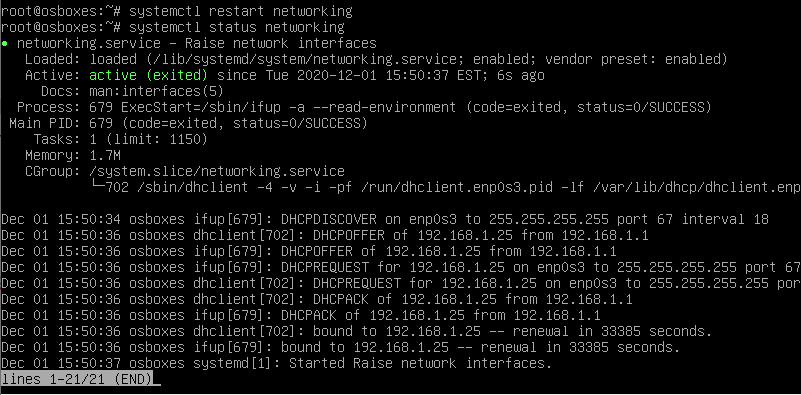 root@osboxes:~# systemctl restart networking
root@osboxes:~# systemctl status networking
● networking.service – Raise network interfaces
   Loaded: loaded (/lib/systemd/system/networking.service; enabled; vendor preset: enabled)
   Active: active (exited) since Tue 2020-12-01 15:50:37 EST; 6s ago
     Docs: man:interfaces(5)
  Process: 679 ExecStart=/sbin/ifup -a --read-environment (code=exited, status=0/SUCCESS)
 Main PID: 679 (code=exited, status=0/SUCCESS)
    Tasks: 1 (limit: 1150)
   Memory: 1.7M
   CGroup: /system.slice/networking.service
           └─702 /sbin/dhclient -4 -v -i -pf /run/dhclient.enp0s3.pid -lf /var/lib/dhcp/dhclient.enp
Dec 01 15:50:34 osboxes ifup[679]: DHCPDISCOVER on enp0s3 to 255.255.255.255 port 67 interval 18
Dec 01 15:50:36 osboxes dhclient[702]: DHCPOFFER of 192.168.1.25 from 192.168.1.1
Dec 01 15:50:36 osboxes ifup[679]: DHCPOFFER of 192.168.1.25 from 192.168.1.1
Dec 01 15:50:36 osboxes ifup[679]: DHCPREQUEST for 192.168.1.25 on enp0s3 to 255.255.255.255 port 67
Dec 01 15:50:36 osboxes dhclient[702]: DHCPREQUEST for 192.168.1.25 on enp0s3 to 255.255.255.255 por
Dec 01 15:50:36 osboxes dhclient[702]: DHCPACK of 192.168.1.25 from 192.168.1.1
Dec 01 15:50:36 osboxes ifup[679]: DHCPACK of 192.168.1.25 from 192.168.1.1
Dec 01 15:50:36 osboxes dhclient[702]: bound to 192.168.1.25 -- renewal in 33385 seconds.
Dec 01 15:50:36 osboxes ifup[679]: bound to 192.168.1.25 -- renewal in 33385 seconds.
Dec 01 15:50:37 osboxes systemd[1]: Started Raise network interfaces.
lines 1-21/21 (END)